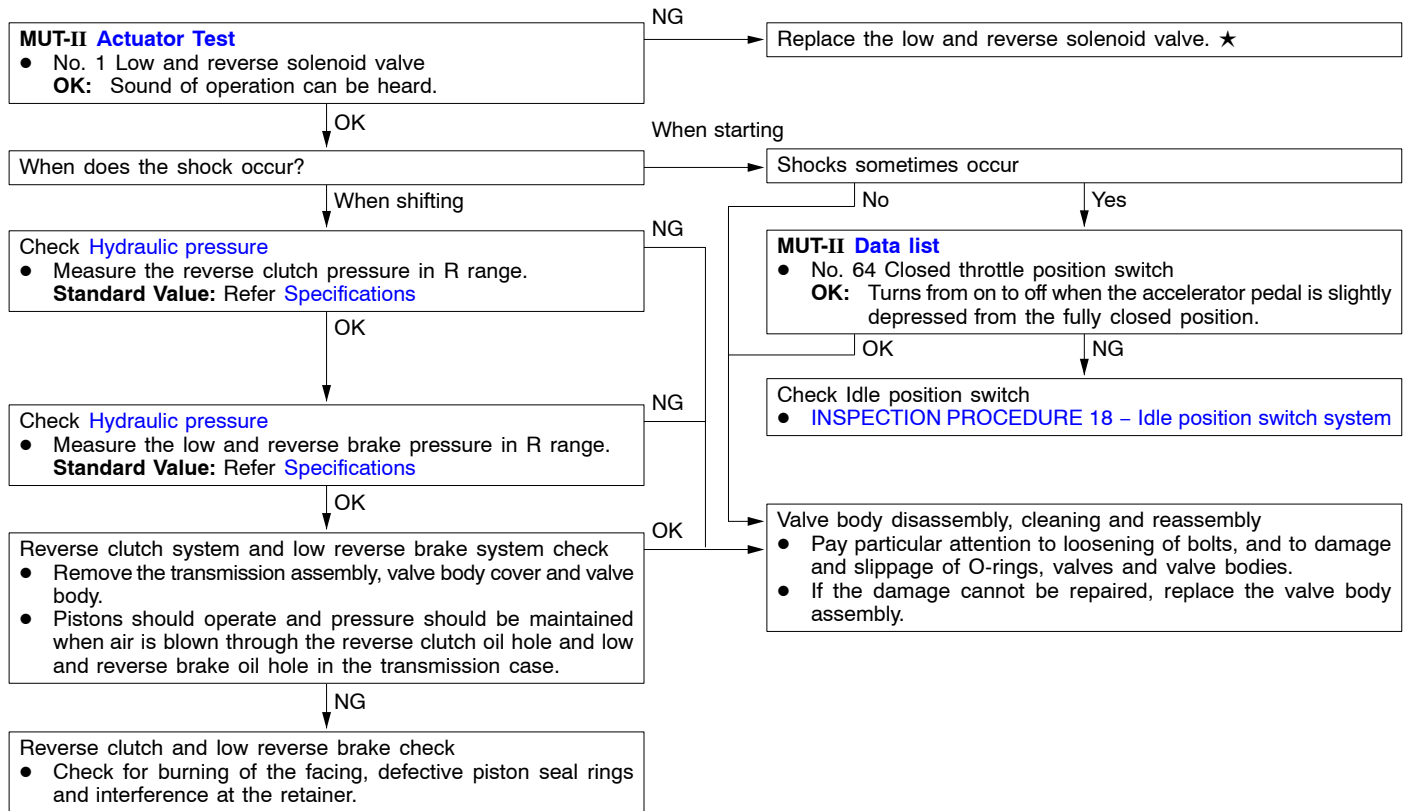 NG
MUT-II Actuator Test
● No. 1 Low and reverse solenoid valve
OK: Sound of operation can be heard.
Replace the low and reverse solenoid valve. ★
OK
When starting
When does the shock occur?
Shocks sometimes occur
When shifting
No
Yes
NG
Check Hydraulic pressure
● Measure the reverse clutch pressure in R range.
Standard Value: Refer Specifications
MUT-II Data list
● No. 64 Closed throttle position switch
OK: Turns from on to off when the accelerator pedal is slightly
depressed from the fully closed position.
OK
OK
NG
Check Idle position switch
● INSPECTION PROCEDURE 18 – Idle position switch system
NG
Check Hydraulic pressure
● Measure the low and reverse brake pressure in R range.
Standard Value: Refer Specifications
OK
OK
Reverse clutch system and low reverse brake system check
● Remove the transmission assembly, valve body cover and valve
body.
● Pistons should operate and pressure should be maintained
when air is blown through the reverse clutch oil hole and low
and reverse brake oil hole in the transmission case.
Valve body disassembly, cleaning and reassembly
● Pay particular attention to loosening of bolts, and to damage
and slippage of O-rings, valves and valve bodies.
● If the damage cannot be repaired, replace the valve body
assembly.
NG
Reverse clutch and low reverse brake check
● Check for burning of the facing, defective piston seal rings
and interference at the retainer.